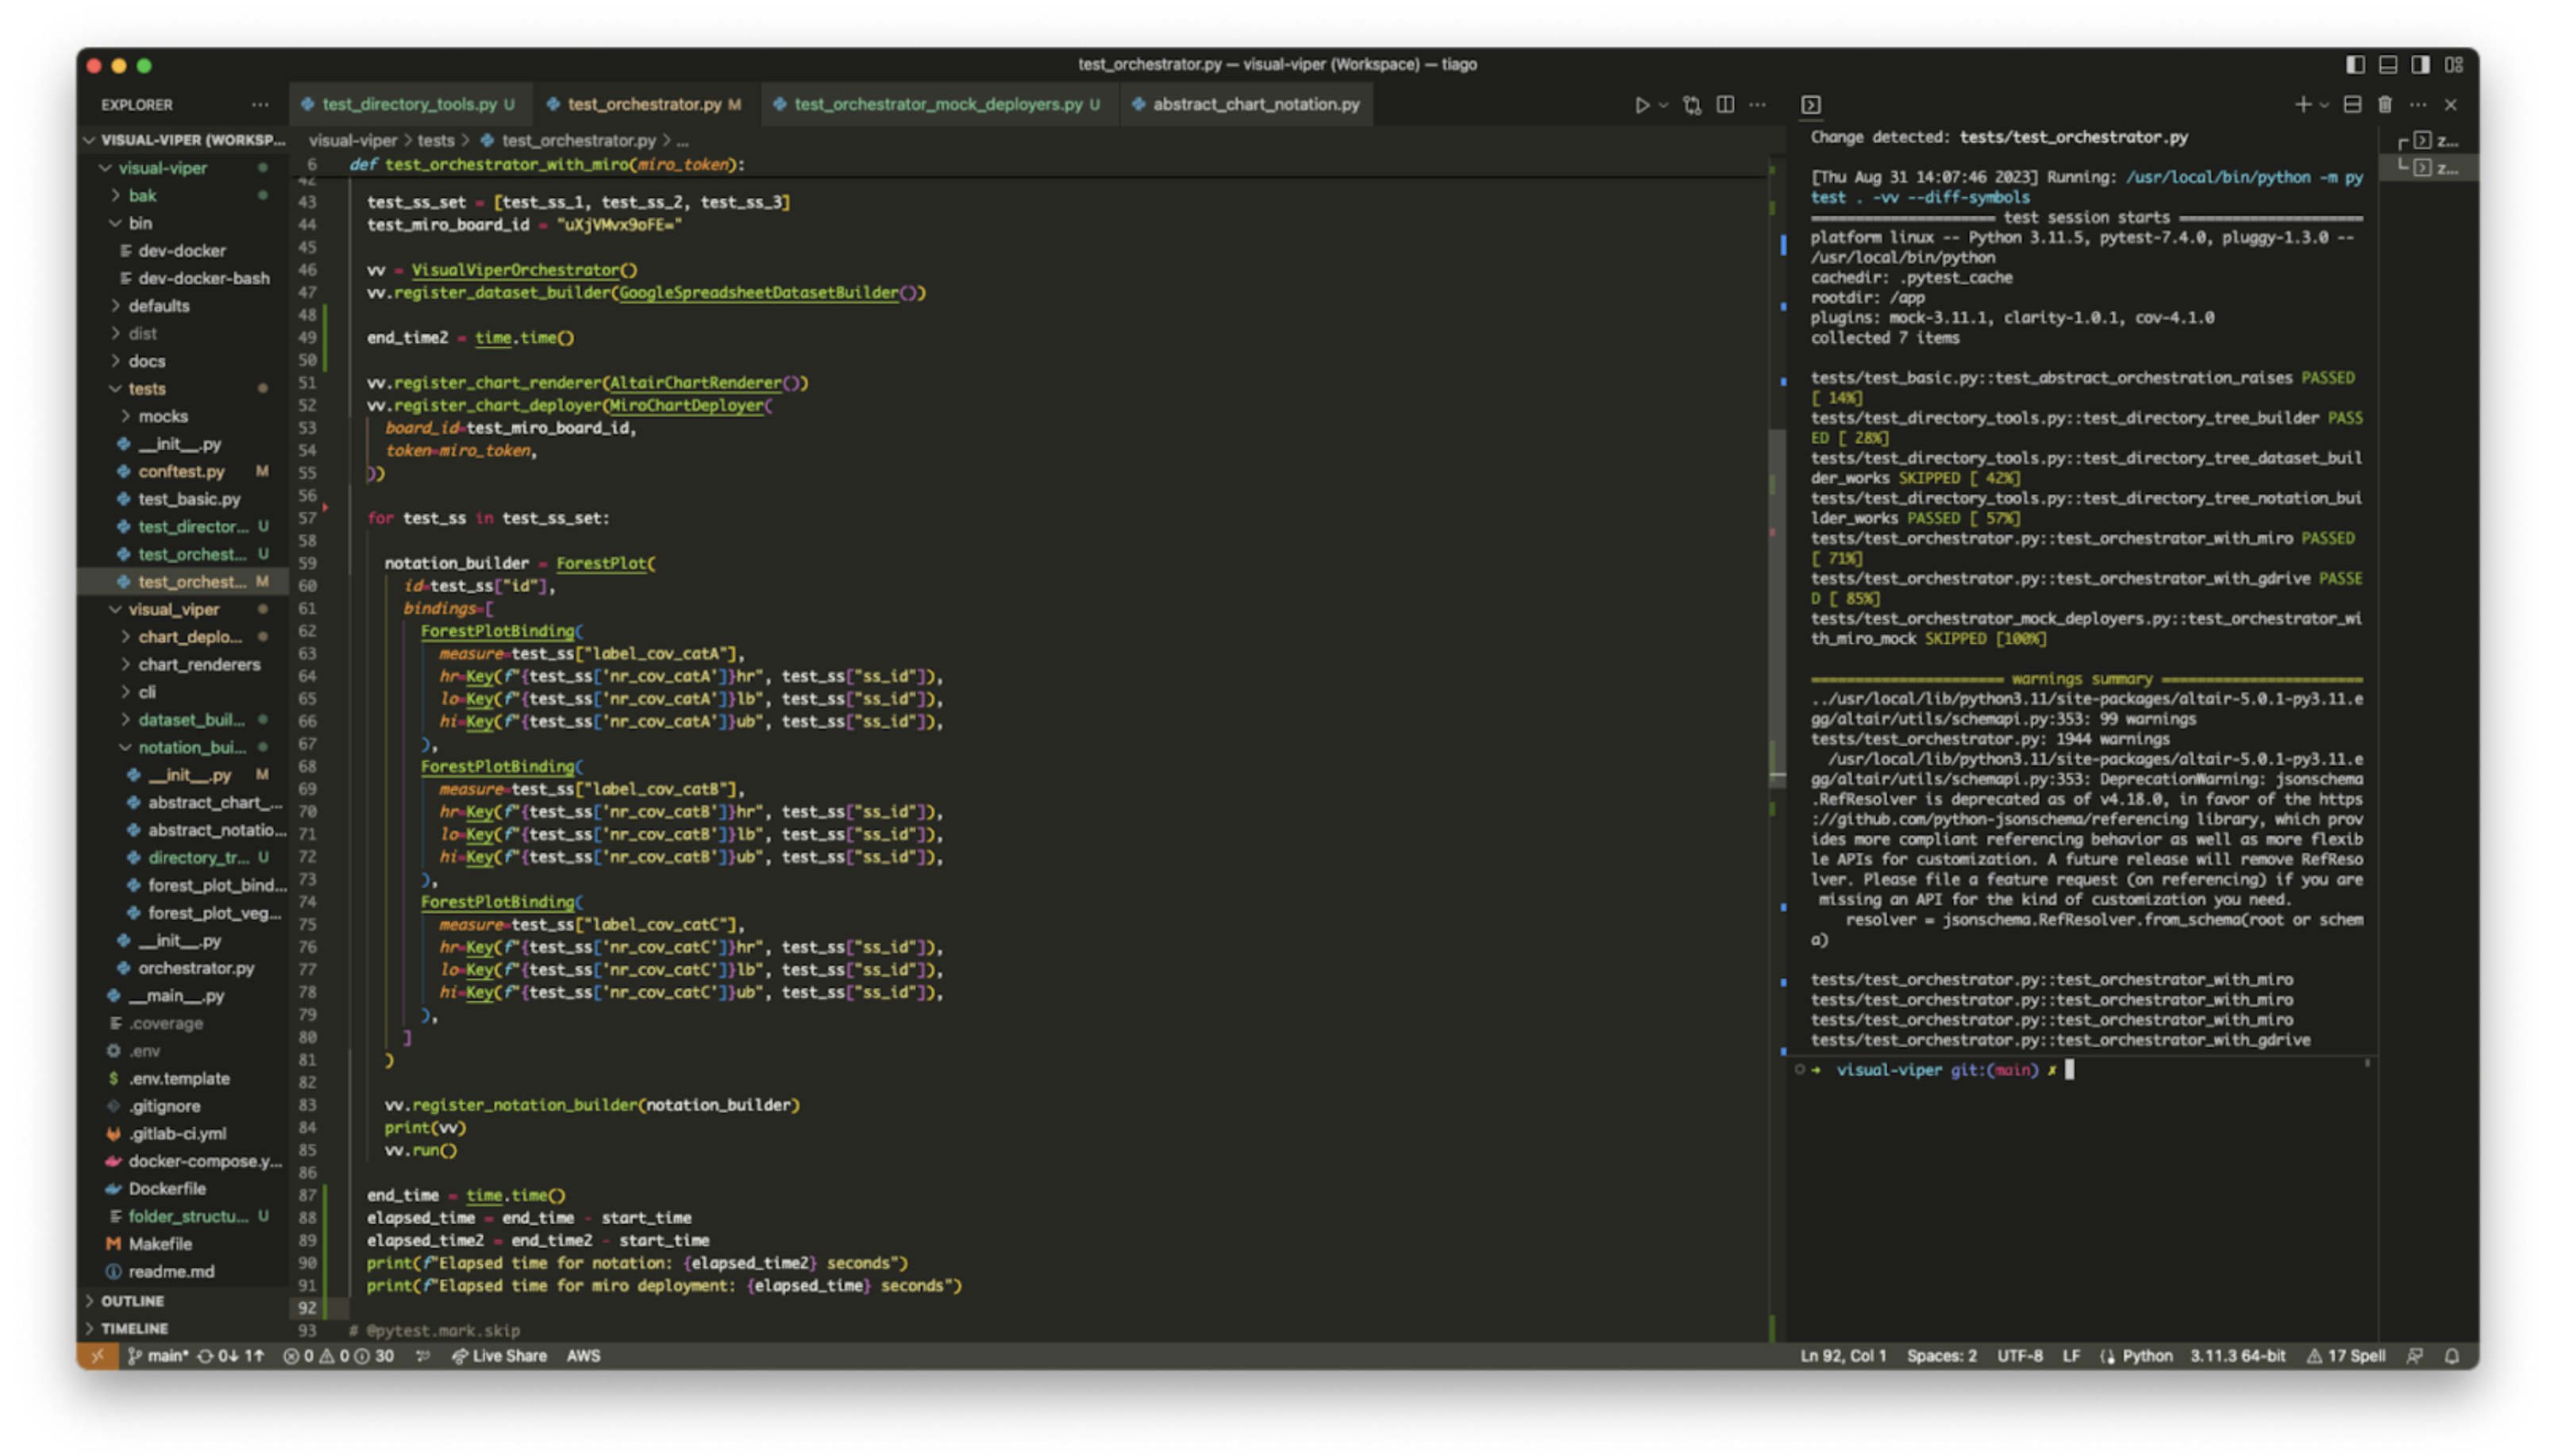 test_orchestrator.py — visual-viper (Workspace) — tiago
EXPLORER
VISUAL-VIPER (WORKSP...
visual-viper
bak
bin
dev-docker
dev-docker-bash
defaults
dist
docs
tests
mocks
__init__.py
conftest.py M
test_basic.py
test_director... U
test_orchest... U
test_orchest... M
visual_viper
chart_deplo...
chart_renderers
cli
dataset_buil...
notation_bui...
__init__.py M
abstract_chart_...
abstract_notatio...
directory_tr... U
forest_plot_bind...
forest_plot_veg...
__init__.py
orchestrator.py
__main__.py
.coverage
.env
.env.template
.gitignore
.gitlab-ci.yml
docker-compose.y...
Dockerfile
folder_structu... U
Makefile
readme.md
OUTLINE
TIMELINE
test_directory_tools.py U
test_orchestrator.py M
test_orchestrator_mock_deployers.py U
abstract_chart_notation.py
visual-viper > tests > test_orchestrator.py > ...
6 def test_orchestrator_with_miro(miro_token):
42
43 test_ss_set = [test_ss_1, test_ss_2, test_ss_3]
44 test_miro_board_id = "uXjVMvx9oFE="
45
46 vv = VisualViperOrchestrator()
47 vv.register_dataset_builder(GoogleSpreadsheetDatasetBuilder())
48
49 end_time2 = time.time()
50
51 vv.register_chart_renderer(AltairChartRenderer())
52 vv.register_chart_deployer(MiroChartDeployer(
53 board_id=test_miro_board_id,
54 token=miro_token,
55 ))
56
57 for test_ss in test_ss_set:
58
59 notation_builder = ForestPlot(
60 id=test_ss["id"],
61 bindings=[
62 ForestPlotBinding(
63 measure=test_ss["label_cov_catA"],
64 hr=Key(f"{test_ss['nr_cov_catA']}hr", test_ss["ss_id"]),
65 lo=Key(f"{test_ss['nr_cov_catA']}lb", test_ss["ss_id"]),
66 hi=Key(f"{test_ss['nr_cov_catA']}ub", test_ss["ss_id"]),
67 ),
68 ForestPlotBinding(
69 measure=test_ss["label_cov_catB"],
70 hr=Key(f"{test_ss['nr_cov_catB']}hr", test_ss["ss_id"]),
71 lo=Key(f"{test_ss['nr_cov_catB']}lb", test_ss["ss_id"]),
72 hi=Key(f"{test_ss['nr_cov_catB']}ub", test_ss["ss_id"]),
73 ),
74 ForestPlotBinding(
75 measure=test_ss["label_cov_catC"],
76 hr=Key(f"{test_ss['nr_cov_catC']}hr", test_ss["ss_id"]),
77 lo=Key(f"{test_ss['nr_cov_catC']}lb", test_ss["ss_id"]),
78 hi=Key(f"{test_ss['nr_cov_catC']}ub", test_ss["ss_id"]),
79 ),
80 ]
81 )
82
83 vv.register_notation_builder(notation_builder)
84 print(vv)
85 vv.run()
86
87 end_time = time.time()
88 elapsed_time = end_time - start_time
89 elapsed_time2 = end_time2 - start_time
90 print(f"Elapsed time for notation: {elapsed_time2} seconds")
91 print(f"Elapsed time for miro deployment: {elapsed_time} seconds")
92
93 # @pytest.mark.skip
Change detected: tests/test_orchestrator.py
[Thu Aug 31 14:07:46 2023] Running: /usr/local/bin/python -m py
test . -vv --diff-symbols
test session starts
platform linux -- Python 3.11.5, pytest-7.4.0, pluggy-1.3.0 --
/usr/local/bin/python
cachedir: .pytest_cache
rootdir: /app
plugins: mock-3.11.1, clarity-1.0.1, cov-4.1.0
collected 7 items
tests/test_basic.py::test_abstract_orchestration_raises PASSED
[ 14%]
tests/test_directory_tools.py::test_directory_tree_builder PASS
ED [ 28%]
tests/test_directory_tools.py::test_directory_tree_dataset_buil
der_works SKIPPED [ 42%]
tests/test_directory_tools.py::test_directory_tree_notation_bui
lder_works PASSED [ 57%]
tests/test_orchestrator.py::test_orchestrator_with_miro PASSED
[ 71%]
tests/test_orchestrator.py::test_orchestrator_with_gdrive PASSE
D [ 85%]
tests/test_orchestrator_mock_deployers.py::test_orchestrator_wi
th_miro_mock SKIPPED [100%]
warnings summary
../usr/local/lib/python3.11/site-packages/altair-5.0.1-py3.11.e
gg/altair/utils/schemapi.py:353: 99 warnings
tests/test_orchestrator.py: 1944 warnings
/usr/local/lib/python3.11/site-packages/altair-5.0.1-py3.11.e
gg/altair/utils/schemapi.py:353: DeprecationWarning: jsonschema
.RefResolver is deprecated as of v4.18.0, in favor of the https
://github.com/python-jsonschema/referencing library, which prov
ides more compliant referencing behavior as well as more flexib
le APIs for customization. A future release will remove RefReso
lver. Please file a feature request (on referencing) if you are
missing an API for the kind of customization you need.
resolver = jsonschema.RefResolver.from_schema(root or schem
a)
tests/test_orchestrator.py::test_orchestrator_with_miro
tests/test_orchestrator.py::test_orchestrator_with_miro
tests/test_orchestrator.py::test_orchestrator_with_miro
tests/test_orchestrator.py::test_orchestrator_with_gdrive
visual-viper git:(main) ✗
z...
z...
main* 0↓ 1↑ 0 0 30 Live Share AWS
Ln 92, Col 1 Spaces: 2 UTF-8 LF Python 3.11.3 64-bit 17 Spell